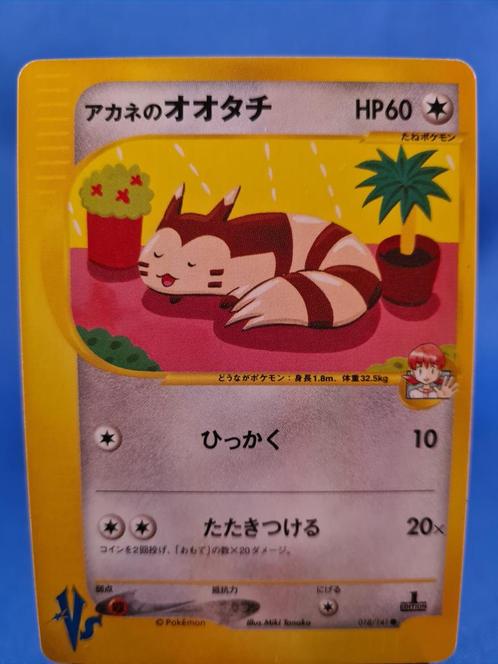 アカネのオオタチ HP60
たねポケモン
どうながポケモン：身長1.8m、体重32.5kg
ひっかく 10
たたきつける 20×
コインを2回投げ、「おもて」の数×20ダメージ。
弱点 抵抗力 にげる
VS
©Pokémon Illus. Miki Tanaka 078/141 ●
1 EDITION